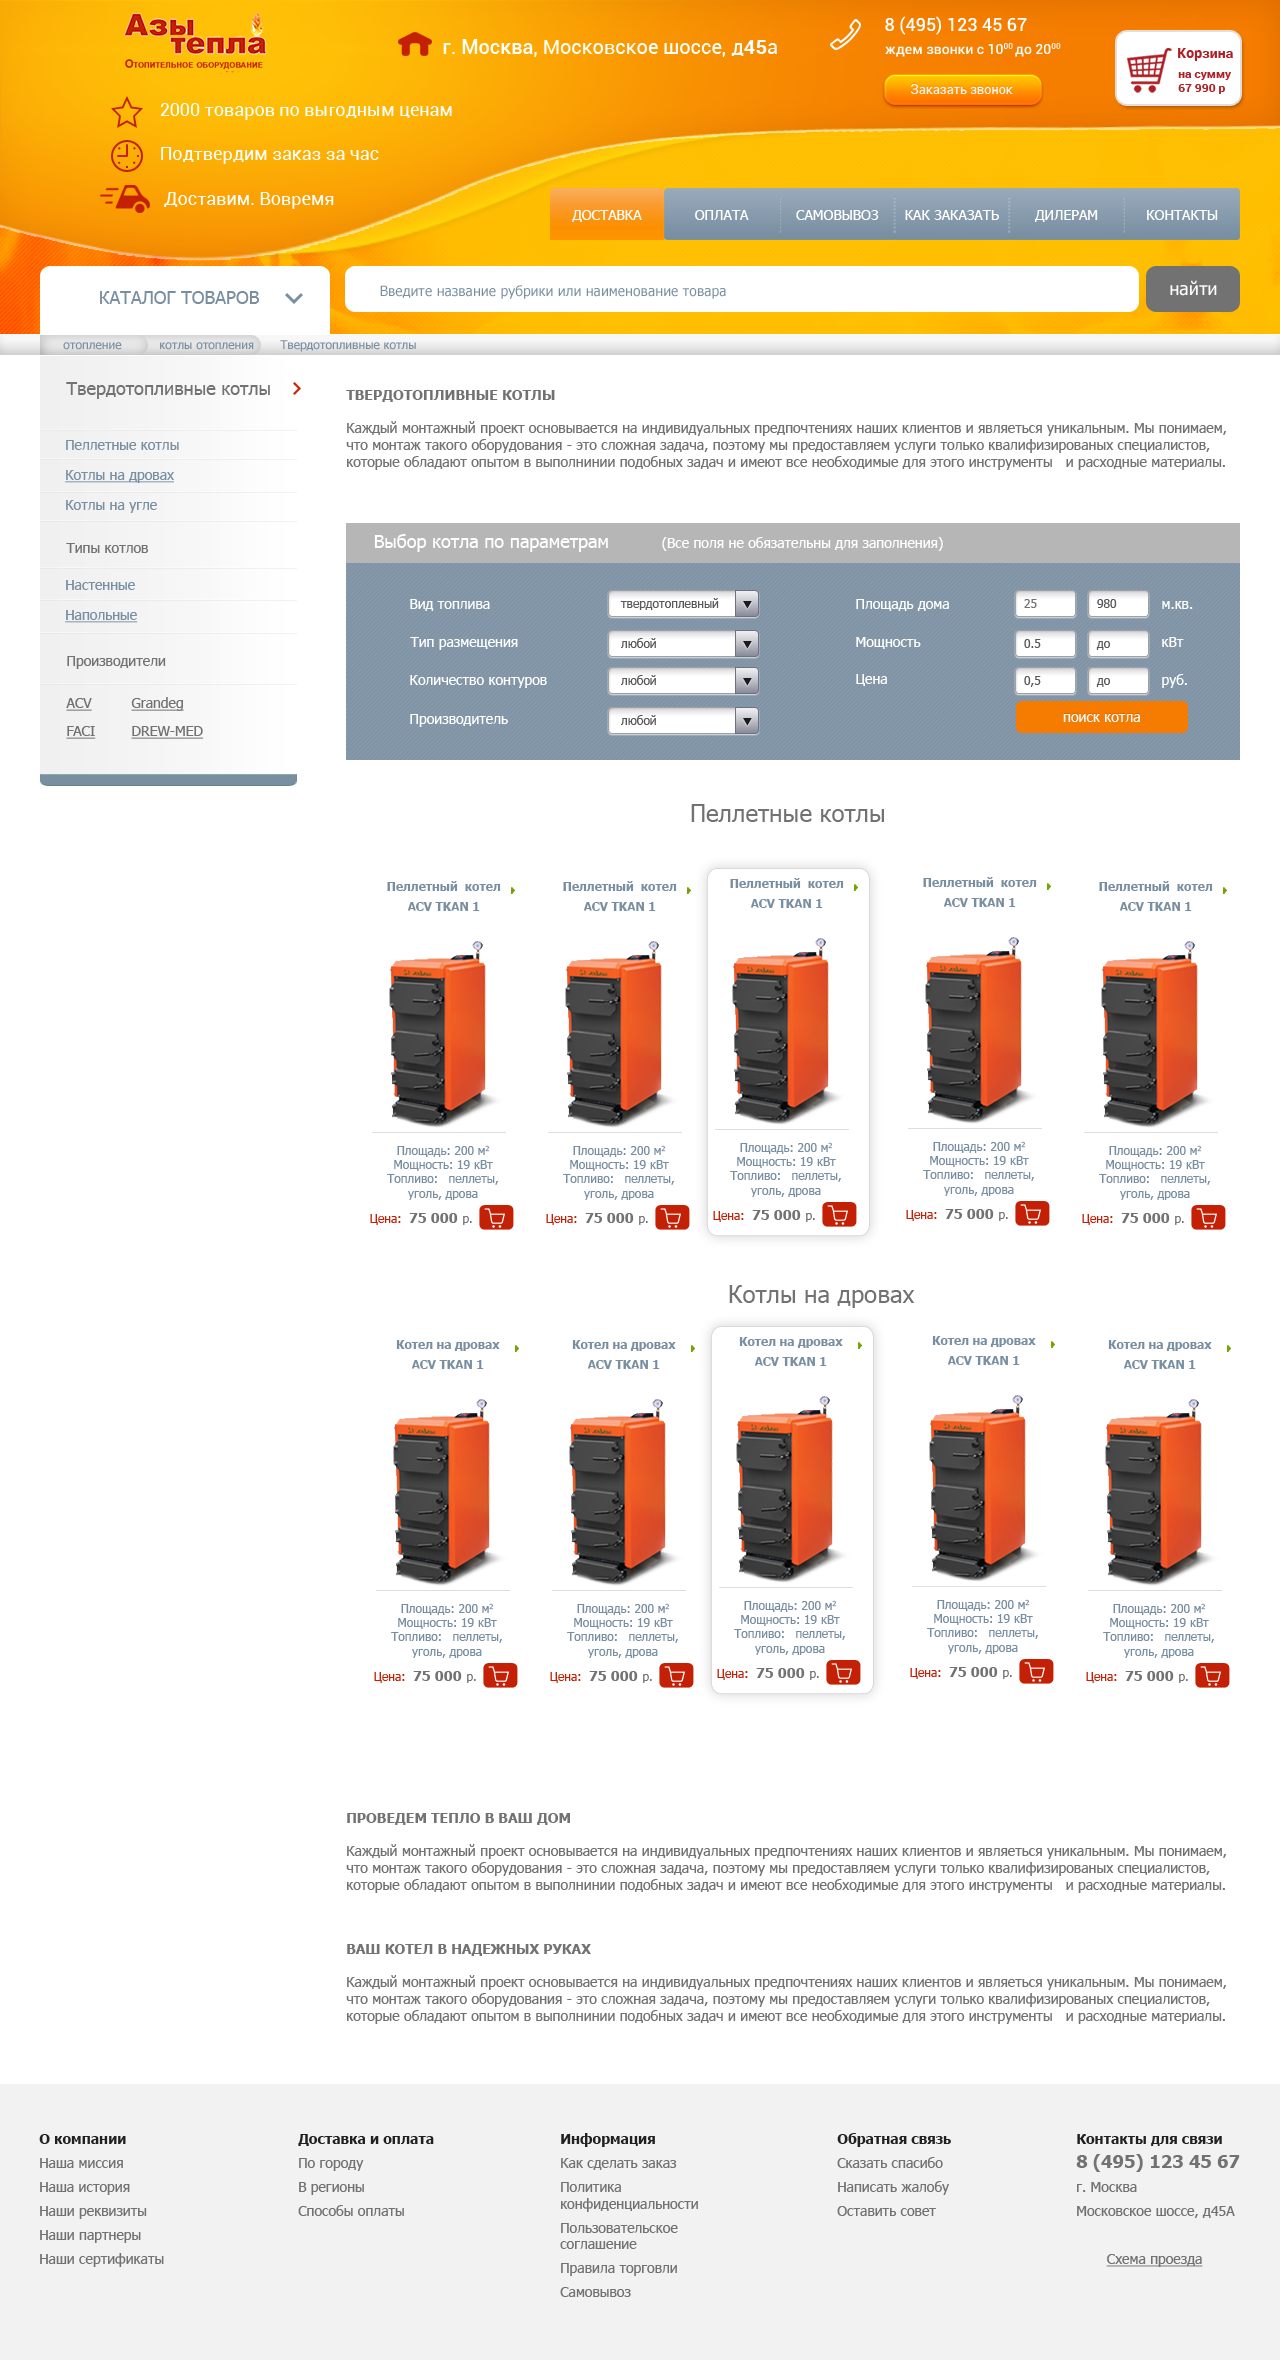 Азы тепла
Отопительное оборудование
г. Москва, Московское шоссе, д45а
8 (495) 123 45 67
ждем звонки с 10⁰⁰ до 20⁰⁰
Заказать звонок
Корзина
на сумму
67 990 р
2000 товаров по выгодным ценам
Подтвердим заказ за час
Доставим. Вовремя
ДОСТАВКА ОПЛАТА САМОВЫВОЗ КАК ЗАКАЗАТЬ ДИЛЕРАМ КОНТАКТЫ
КАТАЛОГ ТОВАРОВ
Введите название рубрики или наименование товара
найти
отопление котлы отопления Твердотопливные котлы
Твердотопливные котлы
Пеллетные котлы
Котлы на дровах
Котлы на угле
Типы котлов
Настенные
Напольные
Производители
ACV Grandeg
FACI DREW-MED
ТВЕРДОТОПЛИВНЫЕ КОТЛЫ
Каждый монтажный проект основывается на индивидуальных предпочтениях наших клиентов и являеться уникальным. Мы понимаем,
что монтаж такого оборудования - это сложная задача, поэтому мы предоставляем услуги только квалифизированых специалистов,
которые обладают опытом в выполнинии подобных задач и имеют все необходимые для этого инструменты и расходные материалы.
Выбор котла по параметрам (Все поля не обязательны для заполнения)
Вид топлива твердотоплевный Площадь дома 25 980 м.кв.
Тип размещения любой Мощность 0.5 до кВт
Количество контуров любой Цена 0,5 до руб.
Производитель любой поиск котла
Пеллетные котлы
Пеллетный котел Пеллетный котел Пеллетный котел Пеллетный котел Пеллетный котел
ACV TKAN 1 ACV TKAN 1 ACV TKAN 1 ACV TKAN 1 ACV TKAN 1
Площадь: 200 м² Площадь: 200 м² Площадь: 200 м² Площадь: 200 м² Площадь: 200 м²
Мощность: 19 кВт Мощность: 19 кВт Мощность: 19 кВт Мощность: 19 кВт Мощность: 19 кВт
Топливо: пеллеты, Топливо: пеллеты, Топливо: пеллеты, Топливо: пеллеты, Топливо: пеллеты,
уголь, дрова уголь, дрова уголь, дрова уголь, дрова уголь, дрова
Цена: 75 000 р. Цена: 75 000 р. Цена: 75 000 р. Цена: 75 000 р. Цена: 75 000 р.
Котлы на дровах
Котел на дровах Котел на дровах Котел на дровах Котел на дровах Котел на дровах
ACV TKAN 1 ACV TKAN 1 ACV TKAN 1 ACV TKAN 1 ACV TKAN 1
Площадь: 200 м² Площадь: 200 м² Площадь: 200 м² Площадь: 200 м² Площадь: 200 м²
Мощность: 19 кВт Мощность: 19 кВт Мощность: 19 кВт Мощность: 19 кВт Мощность: 19 кВт
Топливо: пеллеты, Топливо: пеллеты, Топливо: пеллеты, Топливо: пеллеты, Топливо: пеллеты,
уголь, дрова уголь, дрова уголь, дрова уголь, дрова уголь, дрова
Цена: 75 000 р. Цена: 75 000 р. Цена: 75 000 р. Цена: 75 000 р. Цена: 75 000 р.
ПРОВЕДЕМ ТЕПЛО В ВАШ ДОМ
Каждый монтажный проект основывается на индивидуальных предпочтениях наших клиентов и являеться уникальным. Мы понимаем,
что монтаж такого оборудования - это сложная задача, поэтому мы предоставляем услуги только квалифизированых специалистов,
которые обладают опытом в выполнинии подобных задач и имеют все необходимые для этого инструменты и расходные материалы.
ВАШ КОТЕЛ В НАДЕЖНЫХ РУКАХ
Каждый монтажный проект основывается на индивидуальных предпочтениях наших клиентов и являеться уникальным. Мы понимаем,
что монтаж такого оборудования - это сложная задача, поэтому мы предоставляем услуги только квалифизированых специалистов,
которые обладают опытом в выполнинии подобных задач и имеют все необходимые для этого инструменты и расходные материалы.
О компании
Наша миссия
Наша история
Наши реквизиты
Наши партнеры
Наши сертификаты
Доставка и оплата
По городу
В регионы
Способы оплаты
Информация
Как сделать заказ
Политика
конфиденциальности
Пользовательское
соглашение
Правила торговли
Самовывоз
Обратная связь
Сказать спасибо
Написать жалобу
Оставить совет
Контакты для связи
8 (495) 123 45 67
г. Москва
Московское шоссе, д45А
Схема проезда